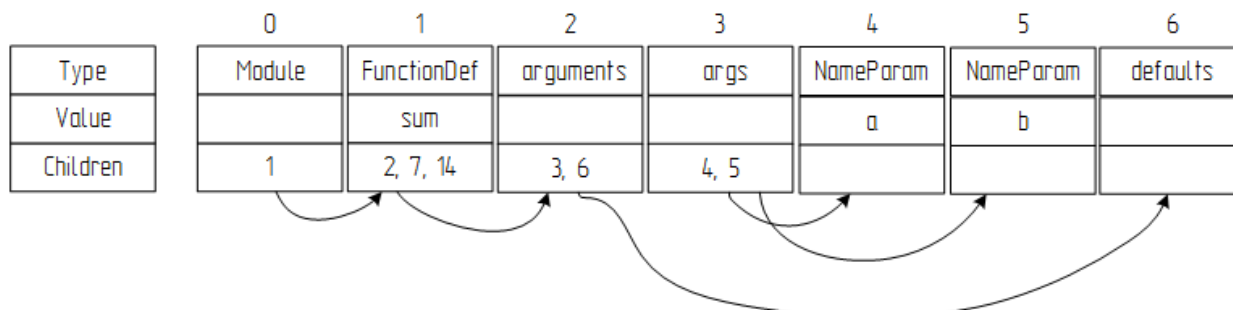 0 1 2 3 4 5 6
Type Module FunctionDef arguments args NameParam NameParam defaults
Value sum a b
Children 1 2, 7, 14 3, 6 4, 5